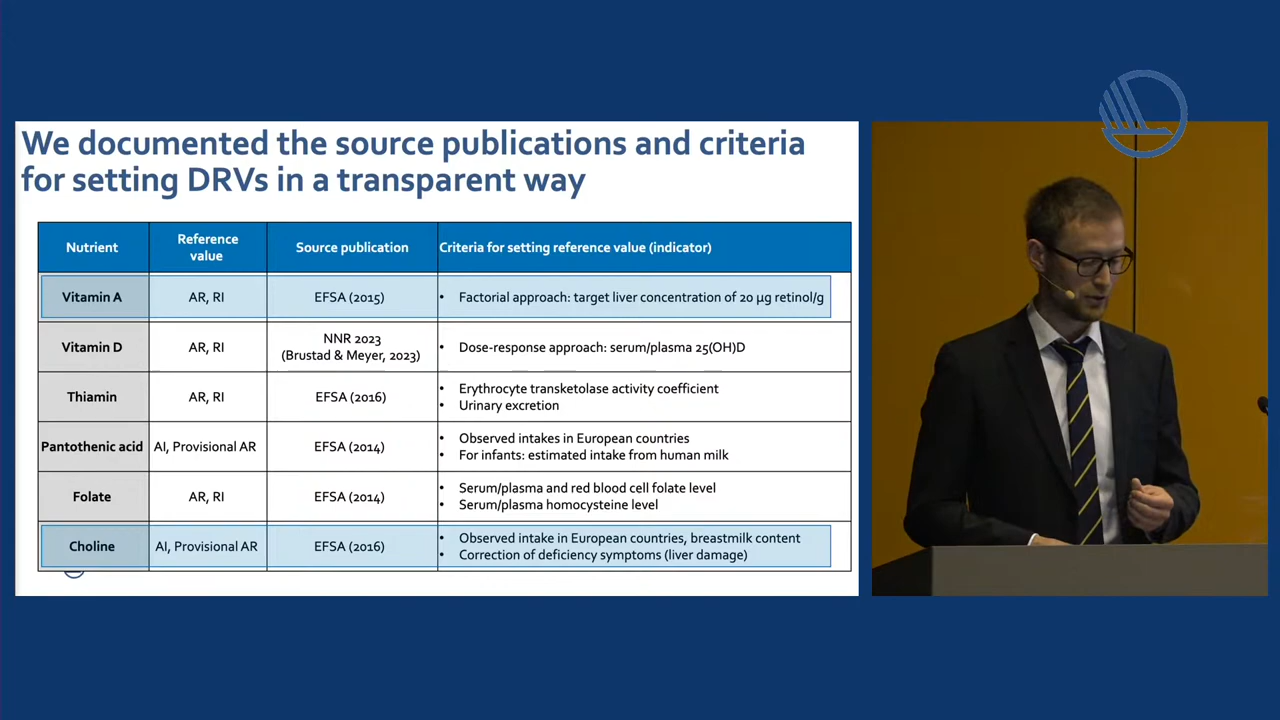 We documented the source publications and criteria
for setting DRVs in a transparent way
Nutrient
Reference
value
Source publication
Criteria for setting reference value (indicator)
Vitamin A
AR, RI
EFSA (2015)
• Factorial approach: target liver concentration of 20 µg retinol/g
Vitamin D
AR, RI
NNR 2023
(Brustad & Meyer, 2023)
• Dose-response approach: serum/plasma 25(OH)D
Thiamin
AR, RI
EFSA (2016)
• Erythrocyte transketolase activity coefficient
• Urinary excretion
Pantothenic acid
AI, Provisional AR
EFSA (2014)
• Observed intakes in European countries
• For infants: estimated intake from human milk
Folate
AR, RI
EFSA (2014)
• Serum/plasma and red blood cell folate level
• Serum/plasma homocysteine level
Choline
AI, Provisional AR
EFSA (2016)
• Observed intake in European countries, breastmilk content
• Correction of deficiency symptoms (liver damage)